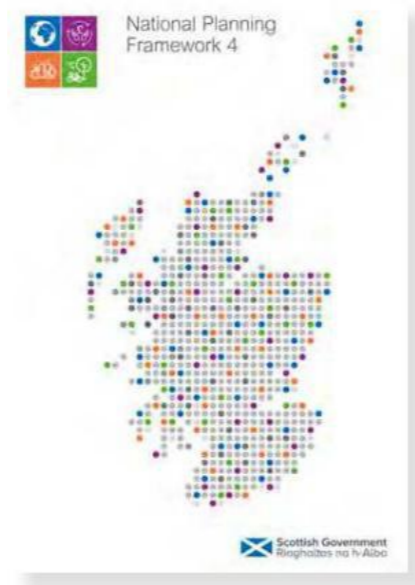 National Planning
Framework 4
Scottish Government
Riaghaltas na h-Alba